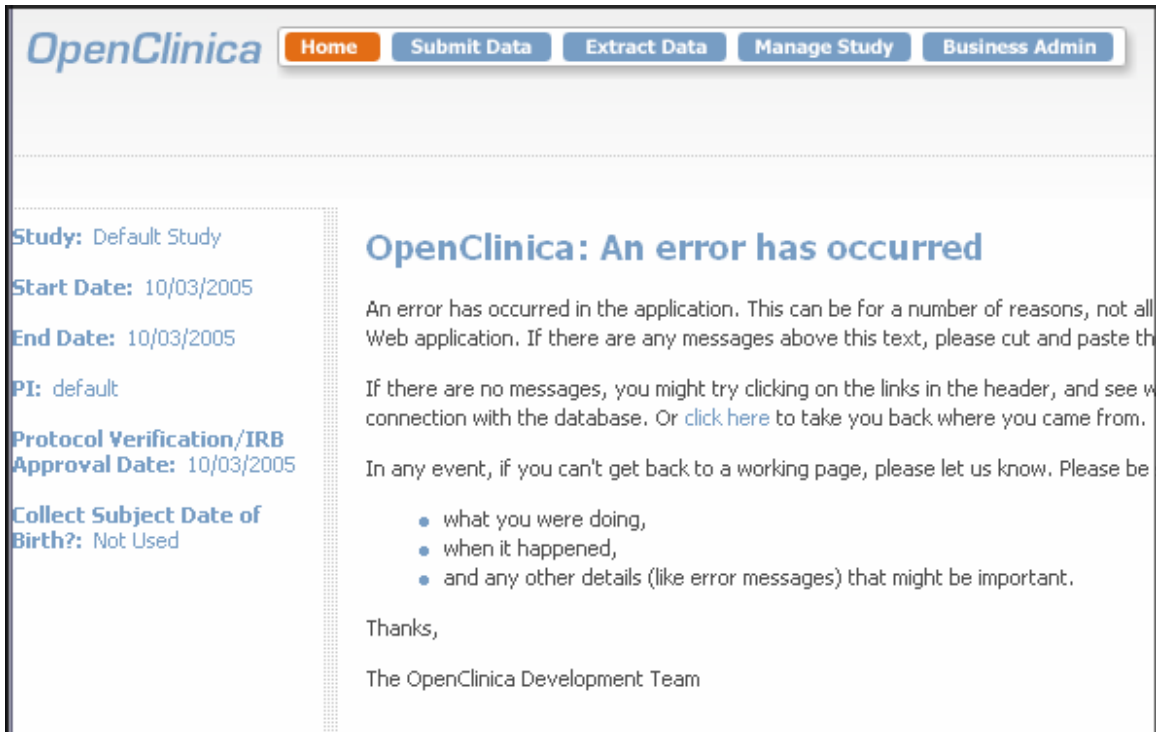 OpenClinica
Home Submit Data Extract Data Manage Study Business Admin
Study: Default Study
Start Date: 10/03/2005
End Date: 10/03/2005
PI: default
Protocol Verification/IRB
Approval Date: 10/03/2005
Collect Subject Date of
Birth?: Not Used
OpenClinica: An error has occurred
An error has occurred in the application. This can be for a number of reasons, not all
Web application. If there are any messages above this text, please cut and paste th
If there are no messages, you might try clicking on the links in the header, and see w
connection with the database. Or click here to take you back where you came from.
In any event, if you can't get back to a working page, please let us know. Please be
what you were doing,
when it happened,
and any other details (like error messages) that might be important.
Thanks,
The OpenClinica Development Team